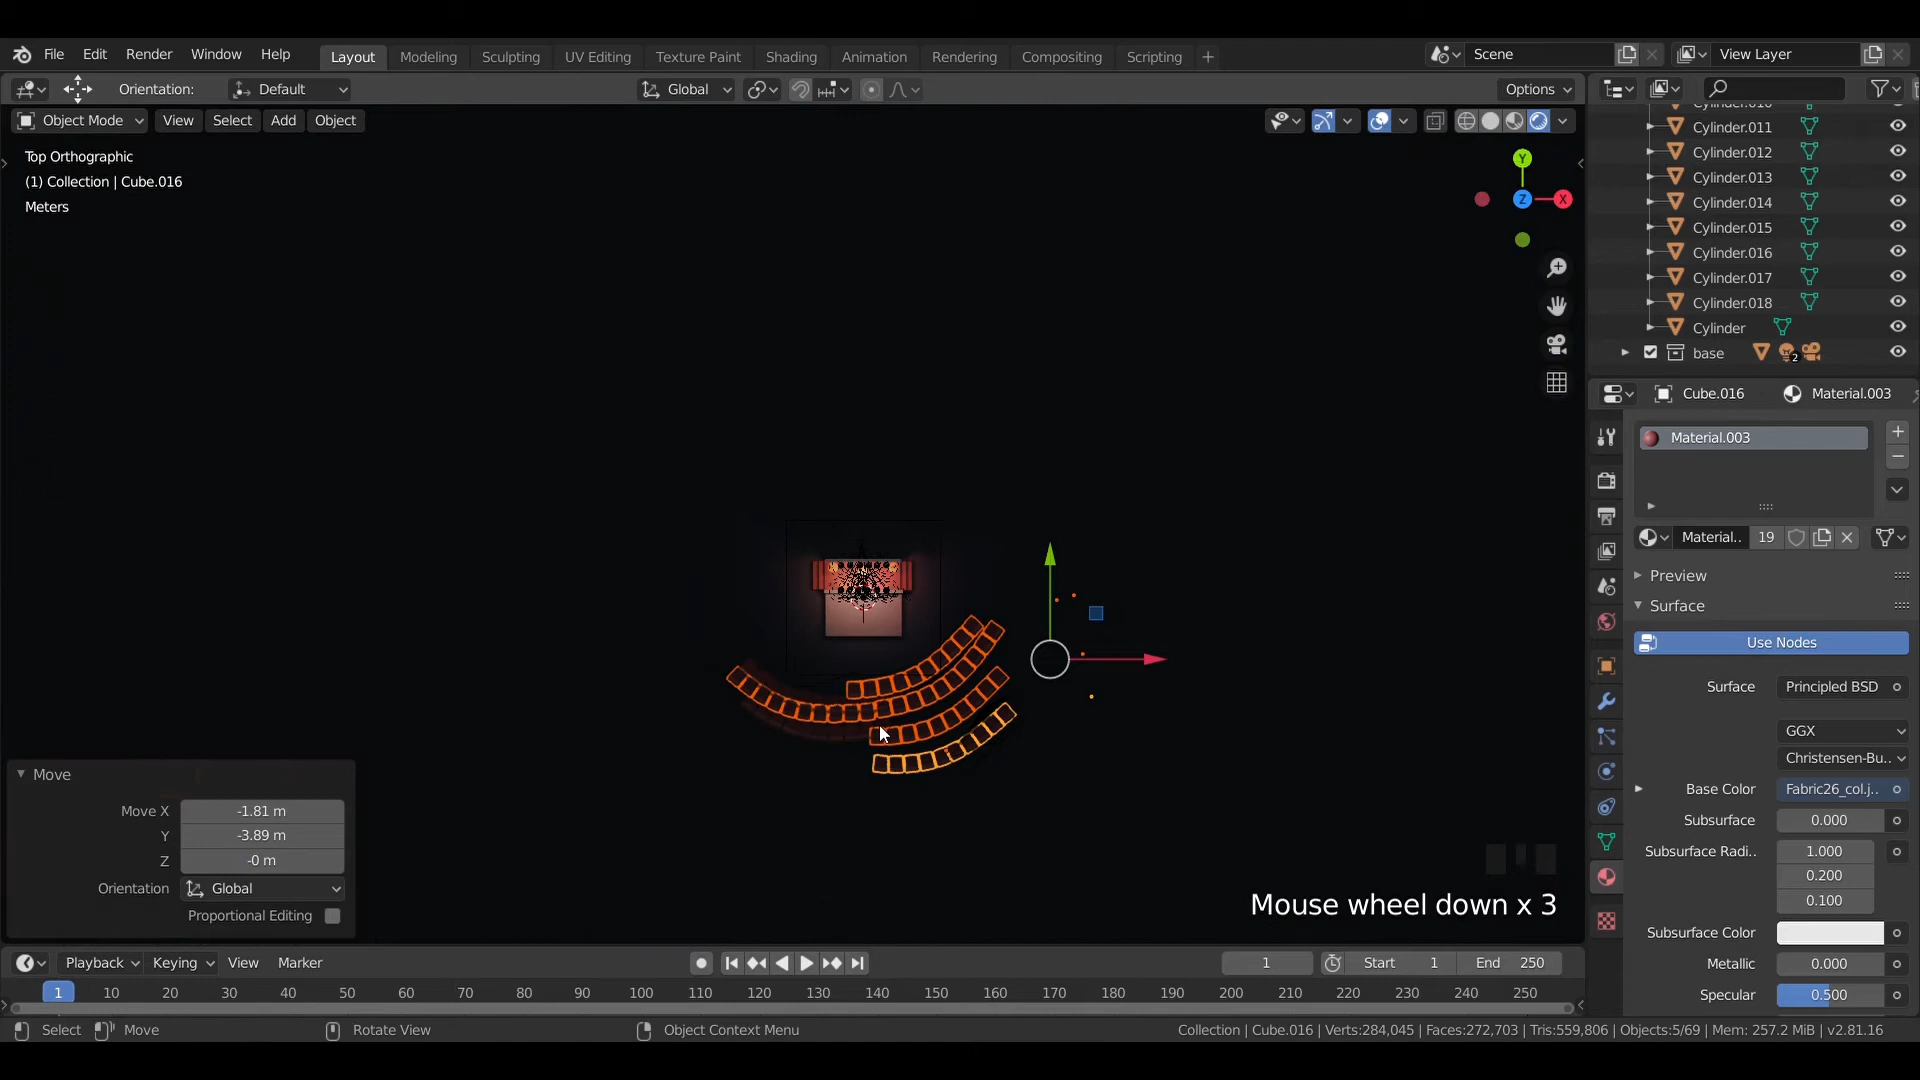 File Edit Render Window Help Layout Modeling Sculpting UV Editing Texture Paint Shading Animation Rendering Compositing Scripting + Scene View Layer
Orientation: Default Global Options
Object Mode View Select Add Object
Top Orthographic
(1) Collection | Cube.016
Meters
Y
Z X
Cylinder.011
Cylinder.012
Cylinder.013
Cylinder.014
Cylinder.015
Cylinder.016
Cylinder.017
Cylinder.018
Cylinder
base 2
Cube.016 Material.003
Material.003
Material.. 19
Preview
Surface
Use Nodes
Surface Principled BSD
GGX
Christensen-Bu..
Base Color Fabric26_col.j..
Subsurface 0.000
Subsurface Radi.. 1.000
0.200
0.100
Subsurface Color
Metallic 0.000
Specular 0.500
Move
Move X -1.81 m
Y -3.89 m
Z -0 m
Orientation Global
Proportional Editing
Mouse wheel down x 3
Playback Keying View Marker 1 Start 1 End 250
1 10 20 30 40 50 60 70 80 90 100 110 120 130 140 150 160 170 180 190 200 210 220 230 240 250
Select Move Rotate View Object Context Menu Collection | Cube.016 | Verts:284,045 | Faces:272,703 | Tris:559,806 | Objects:5/69 | Mem: 257.2 MiB | v2.81.16